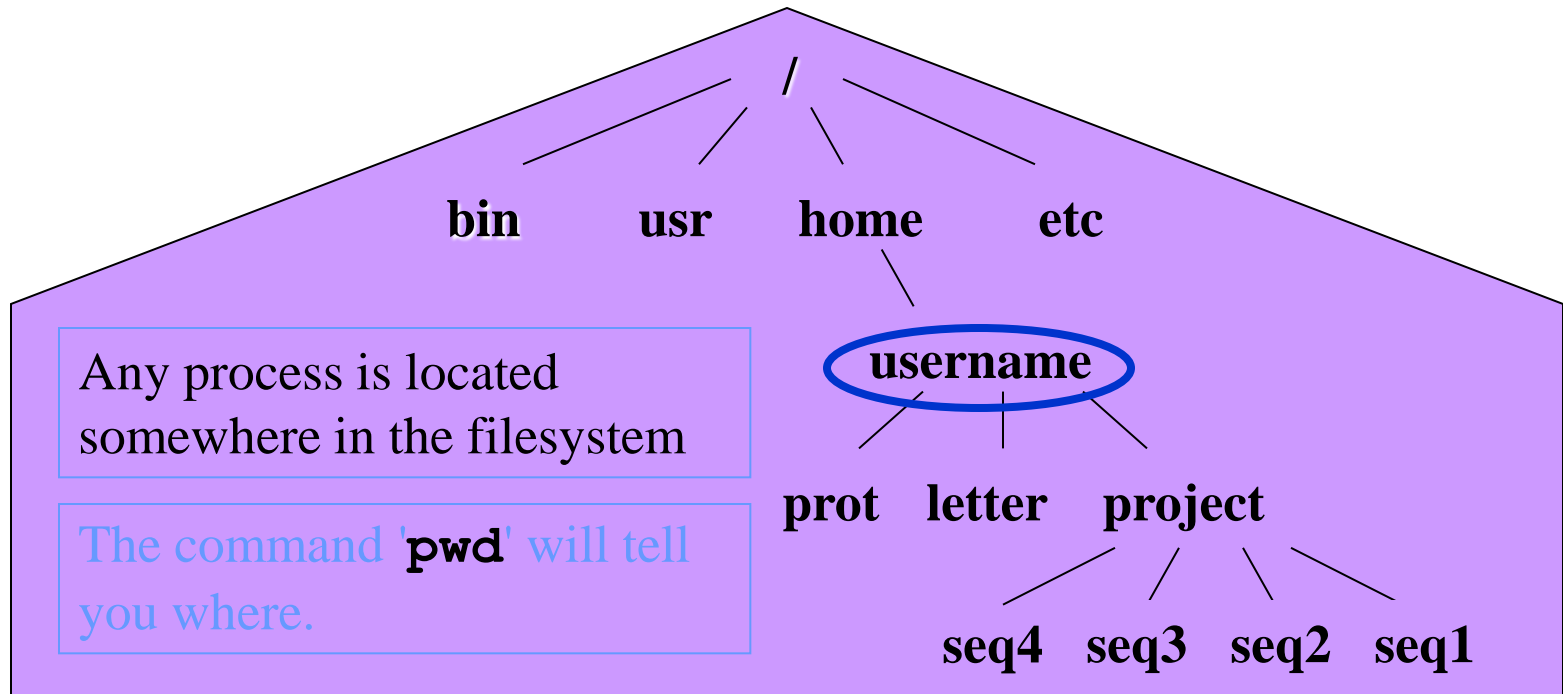 /
bin usr home etc
username
Any process is located
somewhere in the filesystem
prot letter project
The command 'pwd' will tell
you where.
seq4 seq3 seq2 seq1